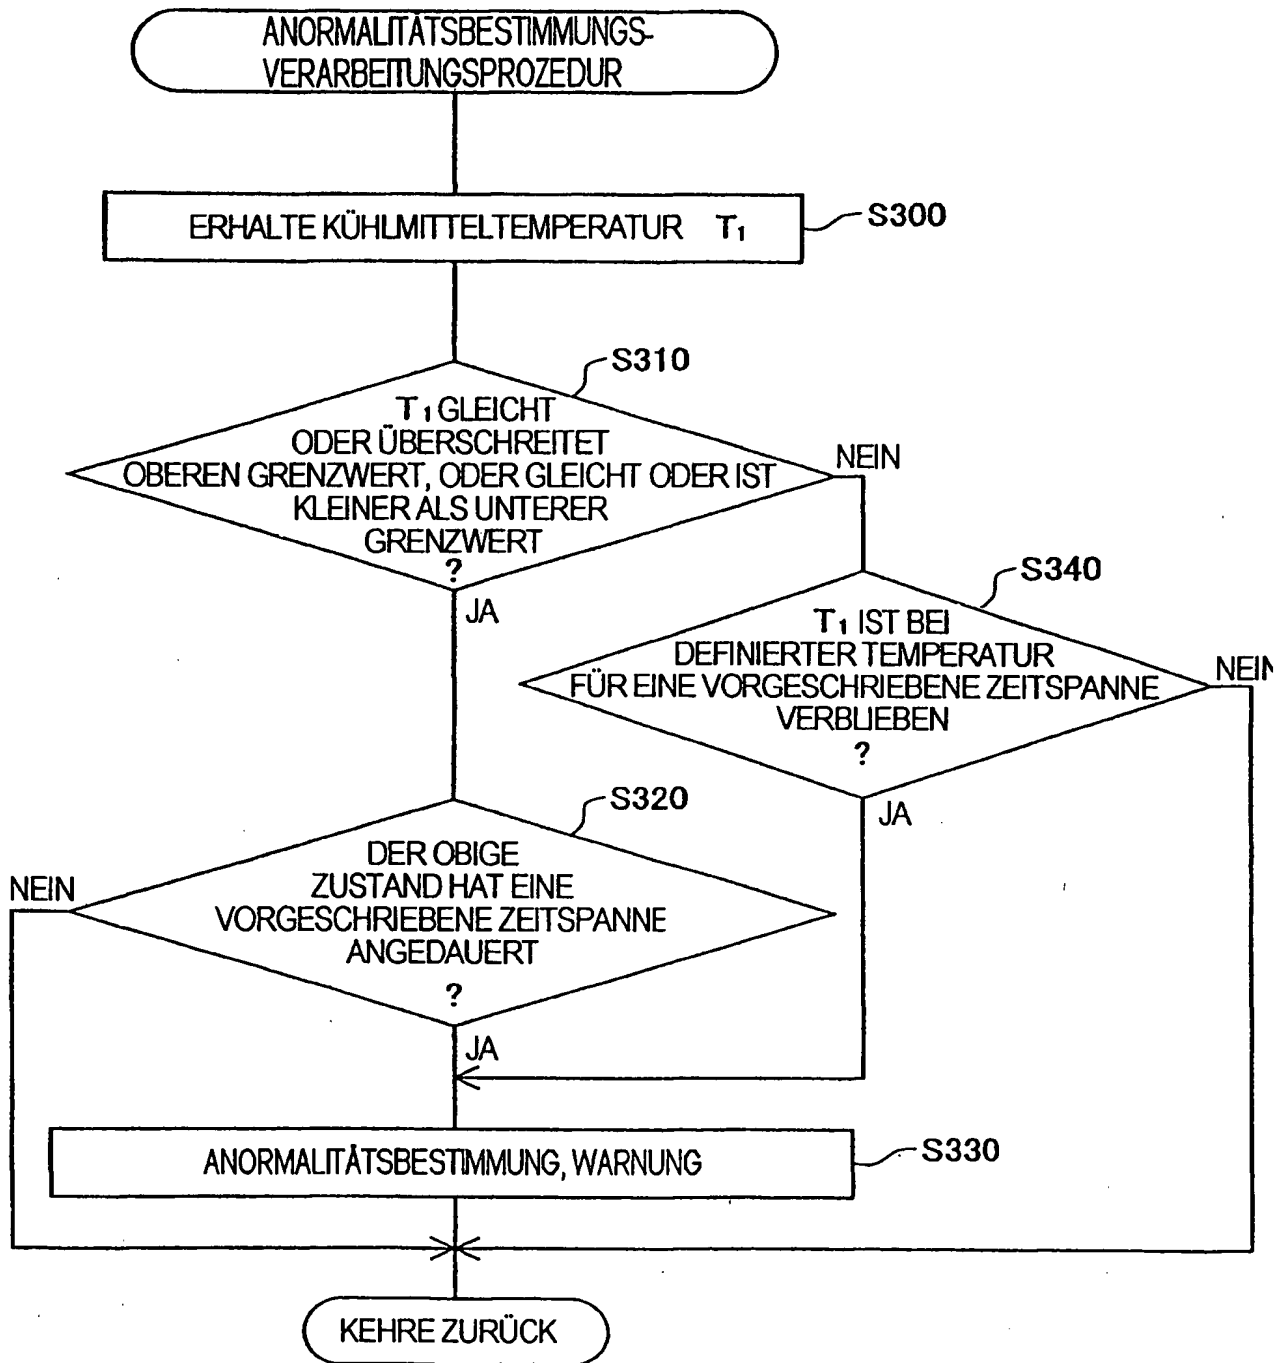 ANORMALITÄTSBESTIMMUNGS-
VERARBEITUNGSPROZEDUR
ERHALTE KÜHLMITTELTEMPERATUR T1
S300
S310
T1 GLEICHT
ODER ÜBERSCHREITET
OBEREN GRENZWERT, ODER GLEICHT ODER IST
KLEINER ALS UNTERER
GRENZWERT
?
NEIN
JA
S340
T1 IST BEI
DEFINIERTER TEMPERATUR
FÜR EINE VORGESCHRIEBENE ZEITSPANNE
VERBLIEBEN
?
NEIN
JA
S320
DER OBIGE
ZUSTAND HAT EINE
VORGESCHRIEBENE ZEITSPANNE
ANGEDAUERT
?
NEIN
JA
ANORMALITÄTSBESTIMMUNG, WARNUNG
S330
KEHRE ZURÜCK